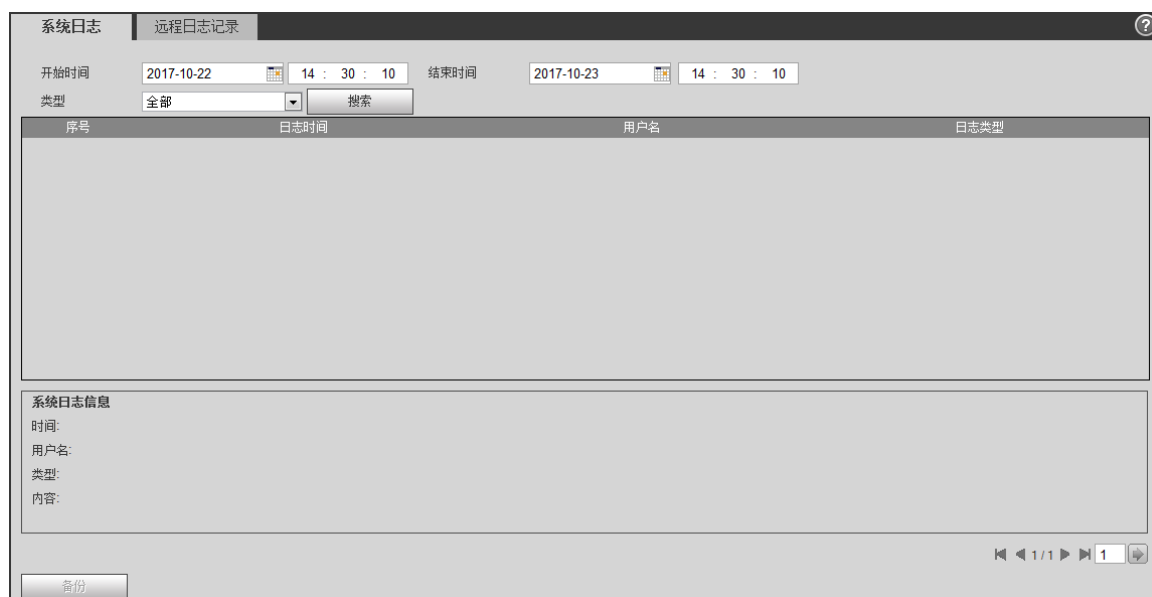 系统日志 远程日志记录 ?
开始时间 2017-10-22 14 : 30 : 10 结束时间 2017-10-23 14 : 30 : 10
类型 全部 搜索
序号 日志时间 用户名 日志类型
系统日志信息
时间:
用户名:
类型:
内容:
1 / 1 1
备份